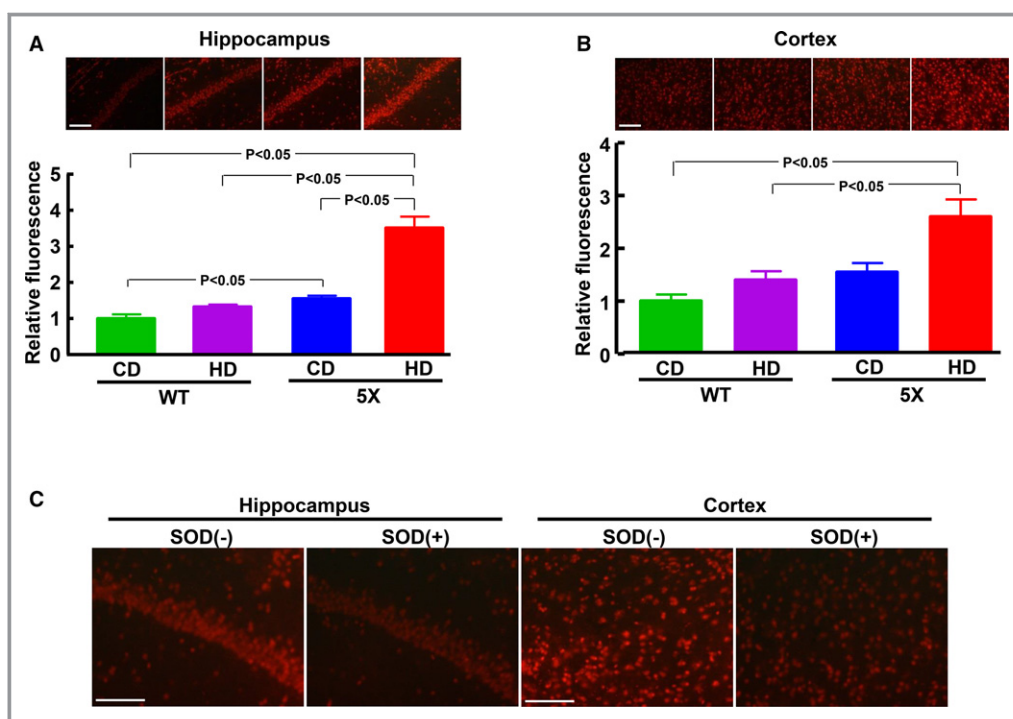 A
Hippocampus
P<0.05
P<0.05
P<0.05
P<0.05
Relative fluorescence
5
4
3
2
1
0
CD HD CD HD
WT 5X
B
Cortex
P<0.05
P<0.05
Relative fluorescence
4
3
2
1
0
CD HD CD HD
WT 5X
C
Hippocampus Cortex
SOD(-) SOD(+) SOD(-) SOD(+)